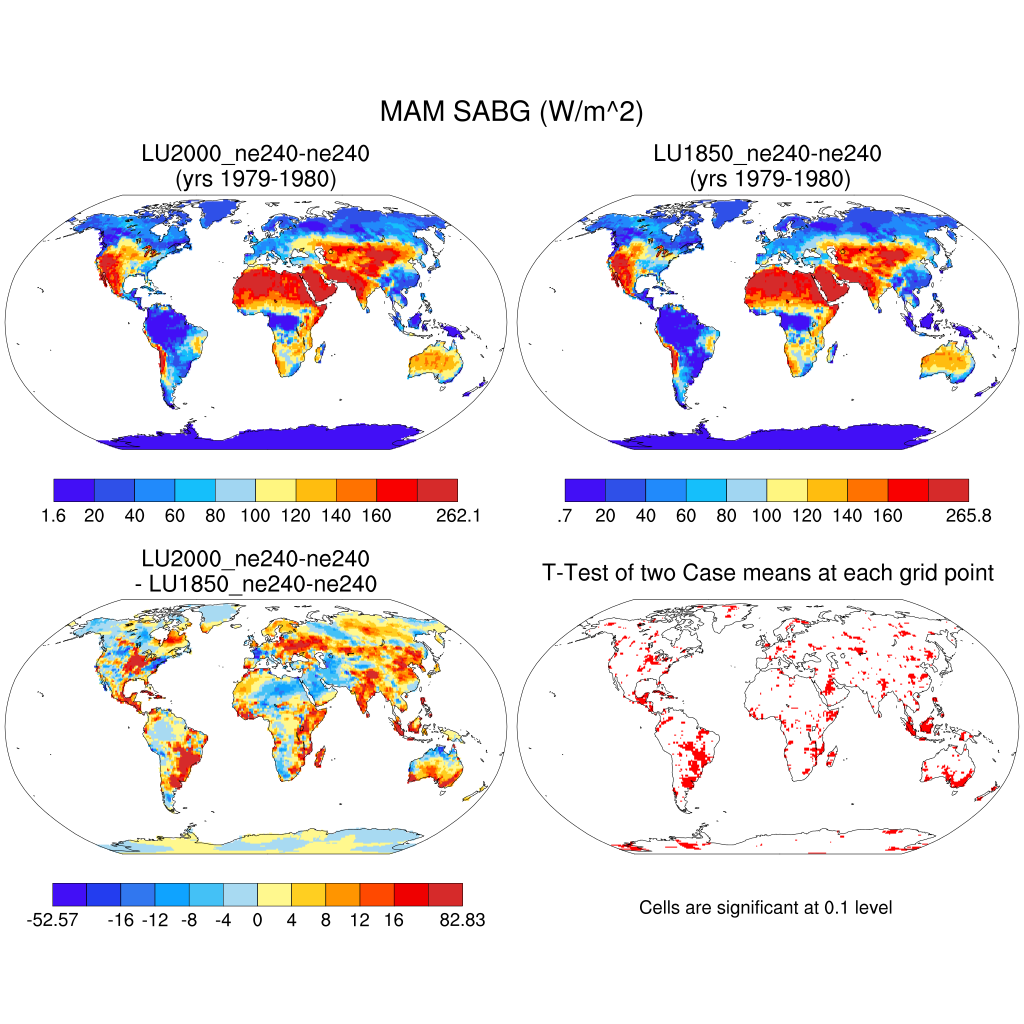 MAM SABG (W/m^2)
LU2000_ne240-ne240
(yrs 1979-1980)
LU1850_ne240-ne240
(yrs 1979-1980)
1.6 20 40 60 80 100 120 140 160 262.1
.7 20 40 60 80 100 120 140 160 265.8
LU2000_ne240-ne240
- LU1850_ne240-ne240
T-Test of two Case means at each grid point
-52.57 -16 -12 -8 -4 0 4 8 12 16 82.83
Cells are significant at 0.1 level